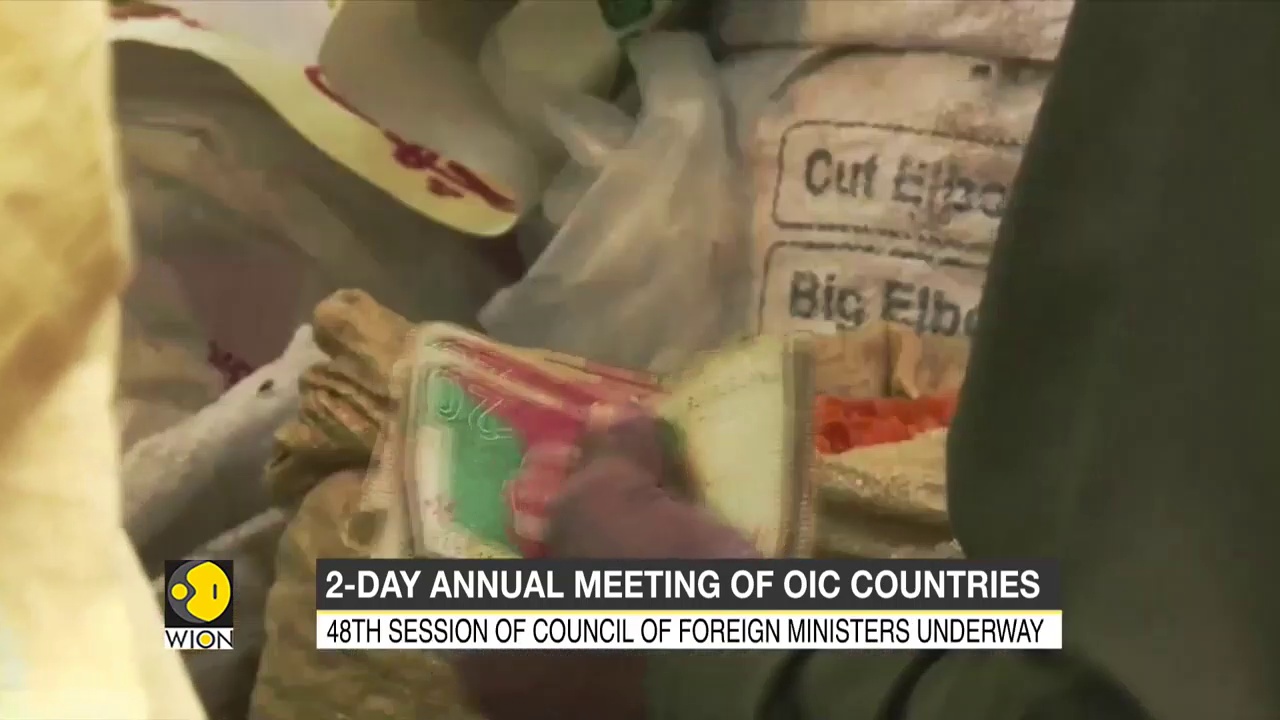 Cut Elbo
Big Elbo
20
WION
2-DAY ANNUAL MEETING OF OIC COUNTRIES
48TH SESSION OF COUNCIL OF FOREIGN MINISTERS UNDERWAY